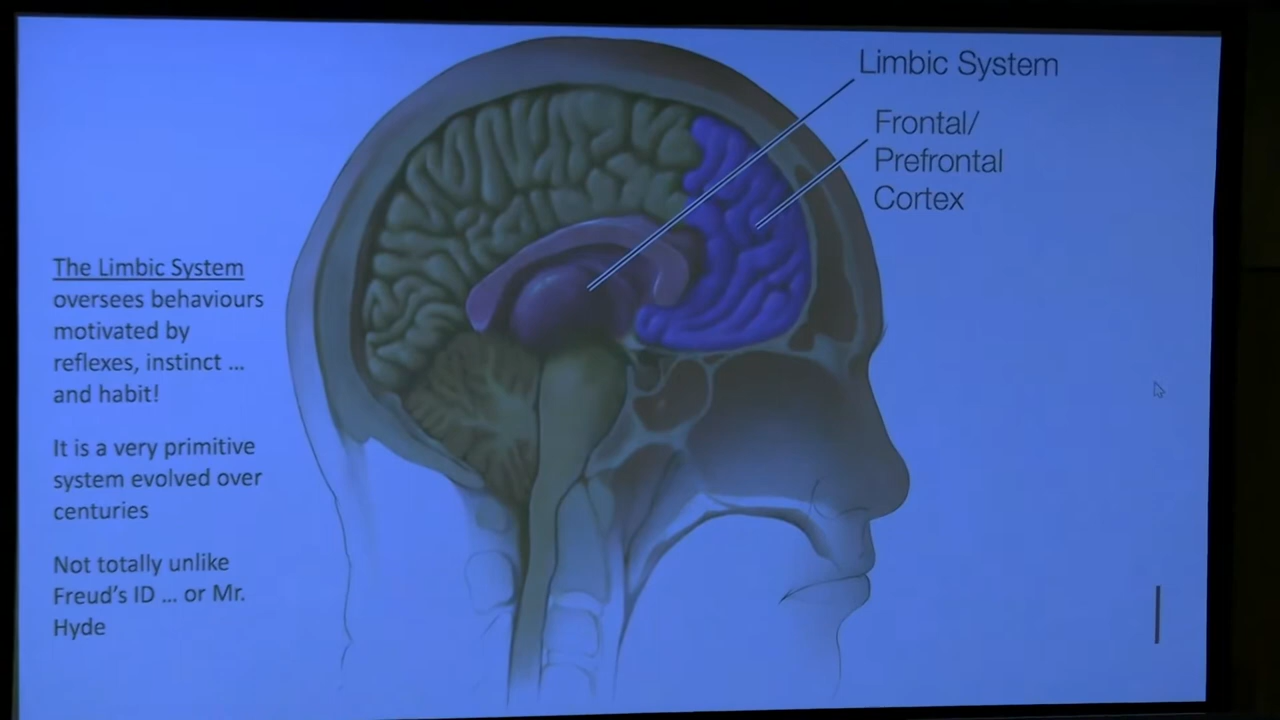 Limbic System
Frontal/
Prefrontal
Cortex
The Limbic System
oversees behaviours
motivated by
reflexes, instinct ...
and habit!
It is a very primitive
system evolved over
centuries
Not totally unlike
Freud's ID ... or Mr.
Hyde